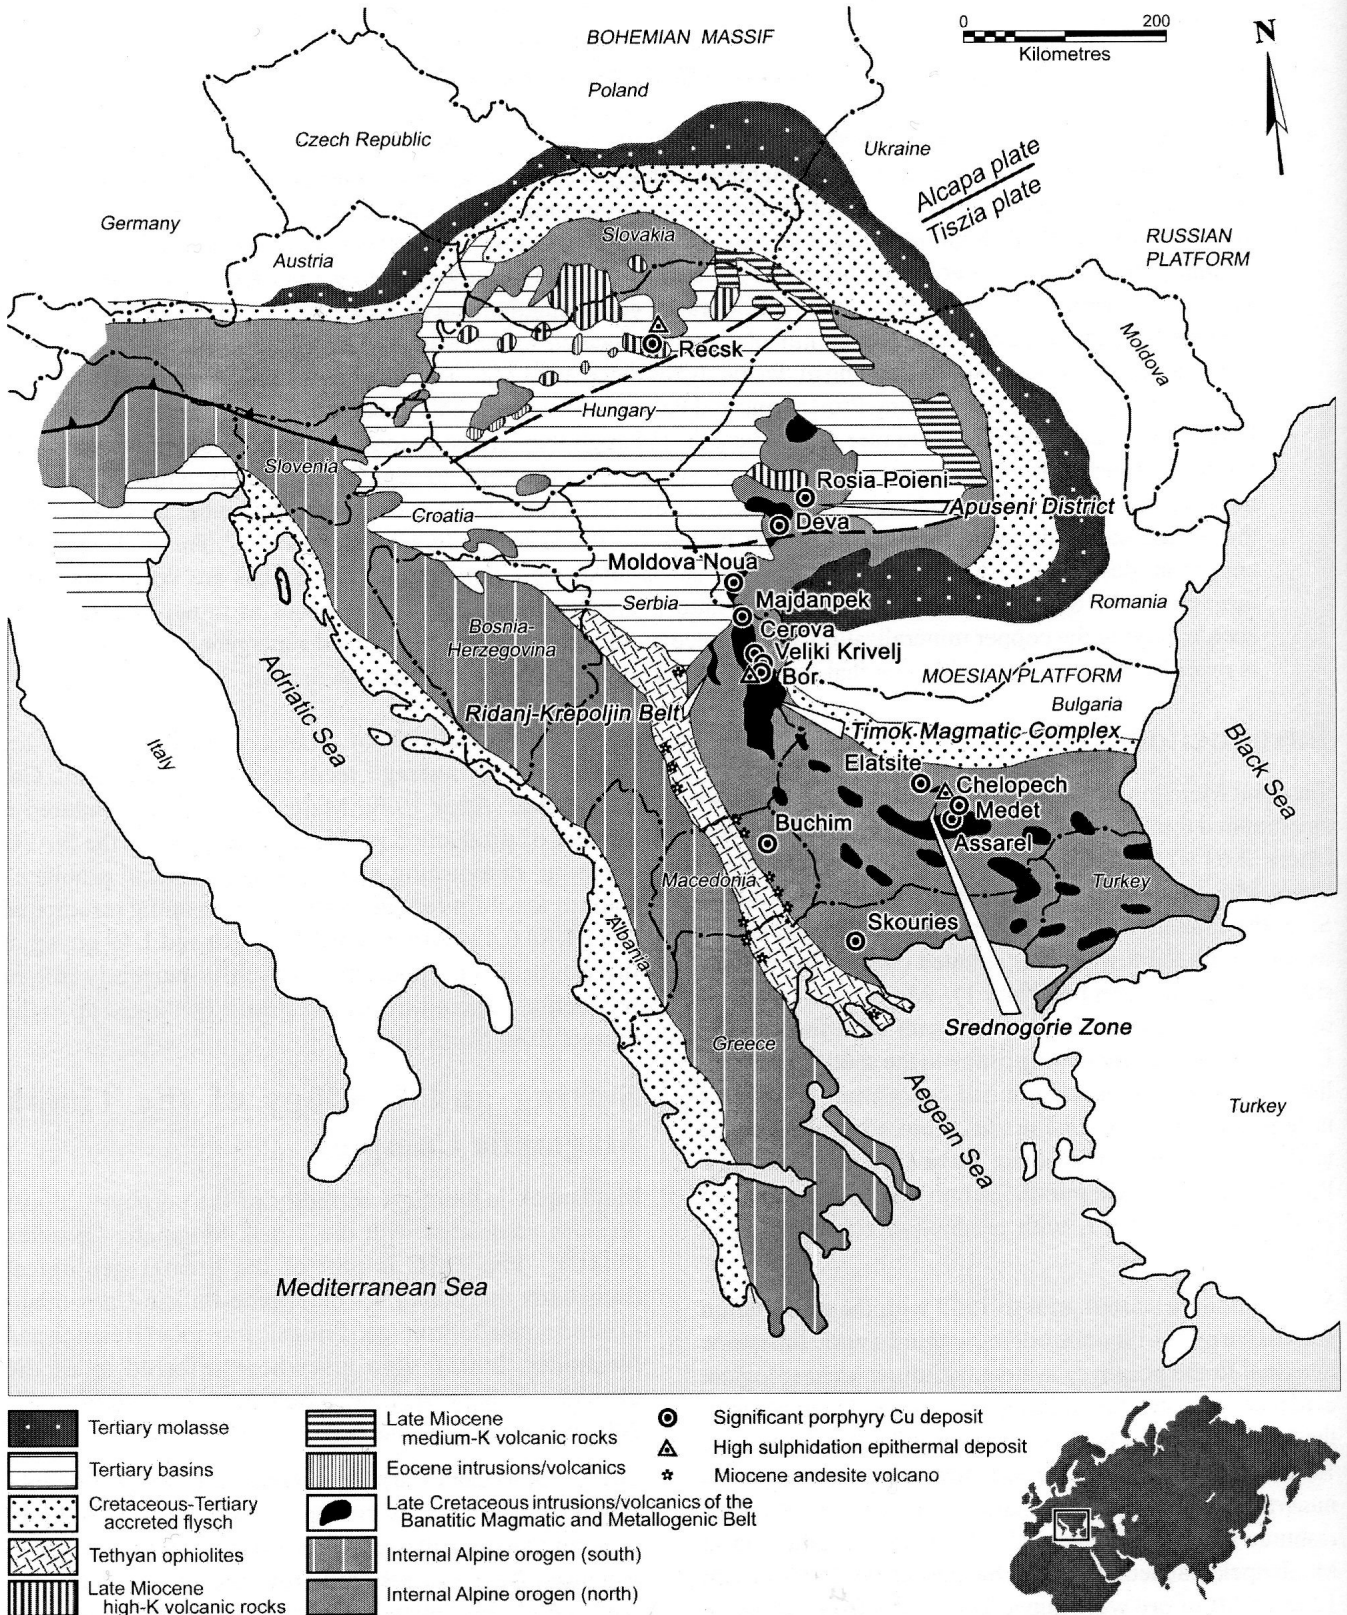 0 200
Kilometres
N
BOHEMIAN MASSIF
Poland
Czech Republic
Ukraine
Alcapa plate
Tiszia plate
Germany
Austria
Slovakia
RUSSIAN
PLATFORM
Moldova
Recsk
Hungary
Slovenia
Rosia Poieni
Apuseni District
Croatia
Deva
Moldova Noua
Serbia
Majdanpek
Romania
Cerova
Bosnia-
Herzegovina
Veliki Krivelj
Bor
MOESIAN PLATFORM
Bulgaria
Adriatic Sea
Ridanj-Krepoljin Belt
Timok Magmatic Complex
Italy
Black Sea
Elatsite
Chelopech
Medet
Buchim
Assarel
Macedonia
Turkey
Skouries
Albania
Srednogorie Zone
Greece
Aegean Sea
Turkey
Mediterranean Sea
Tertiary molasse
Tertiary basins
Cretaceous-Tertiary
accreted flysch
Tethyan ophiolites
Late Miocene
high-K volcanic rocks
Late Miocene
medium-K volcanic rocks
Eocene intrusions/volcanics
Late Cretaceous intrusions/volcanics of the
Banatitic Magmatic and Metallogenic Belt
Internal Alpine orogen (south)
Internal Alpine orogen (north)
Significant porphyry Cu deposit
High sulphidation epithermal deposit
Miocene andesite volcano